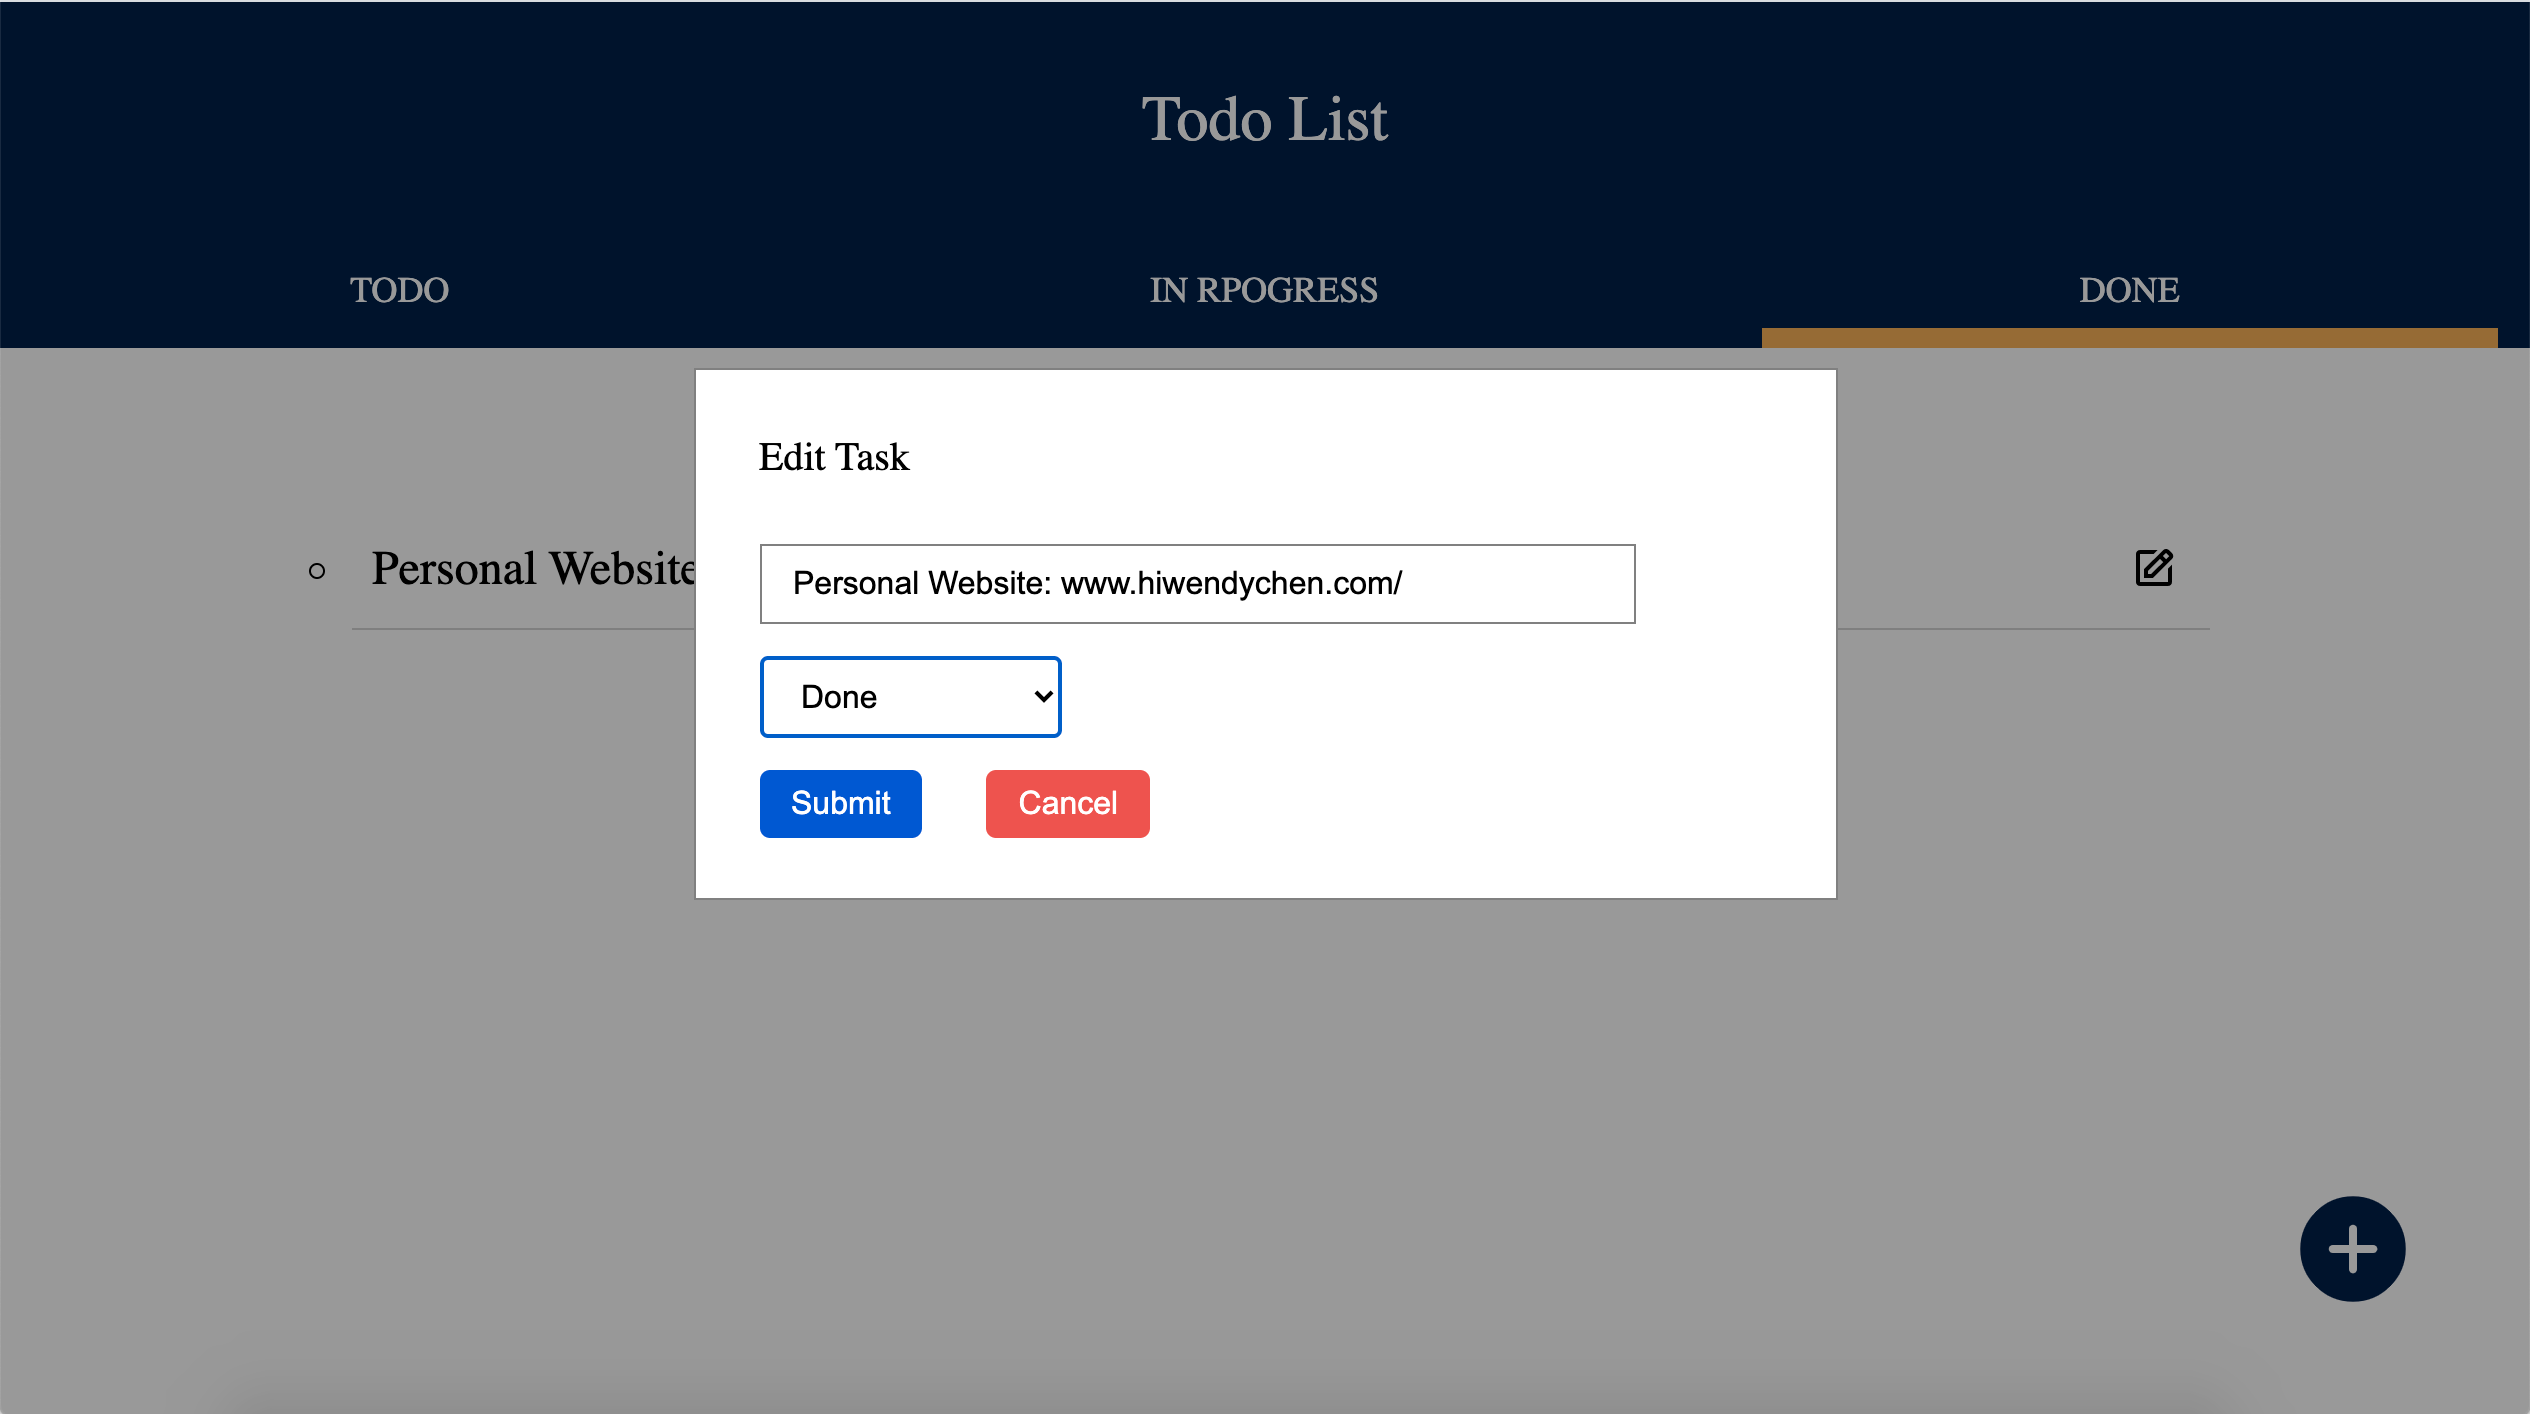 Todo List
TODO
IN RPOGRESS
DONE
Edit Task
Personal Website
Personal Website: www.hiwendychen.com/
Done
Submit
Cancel